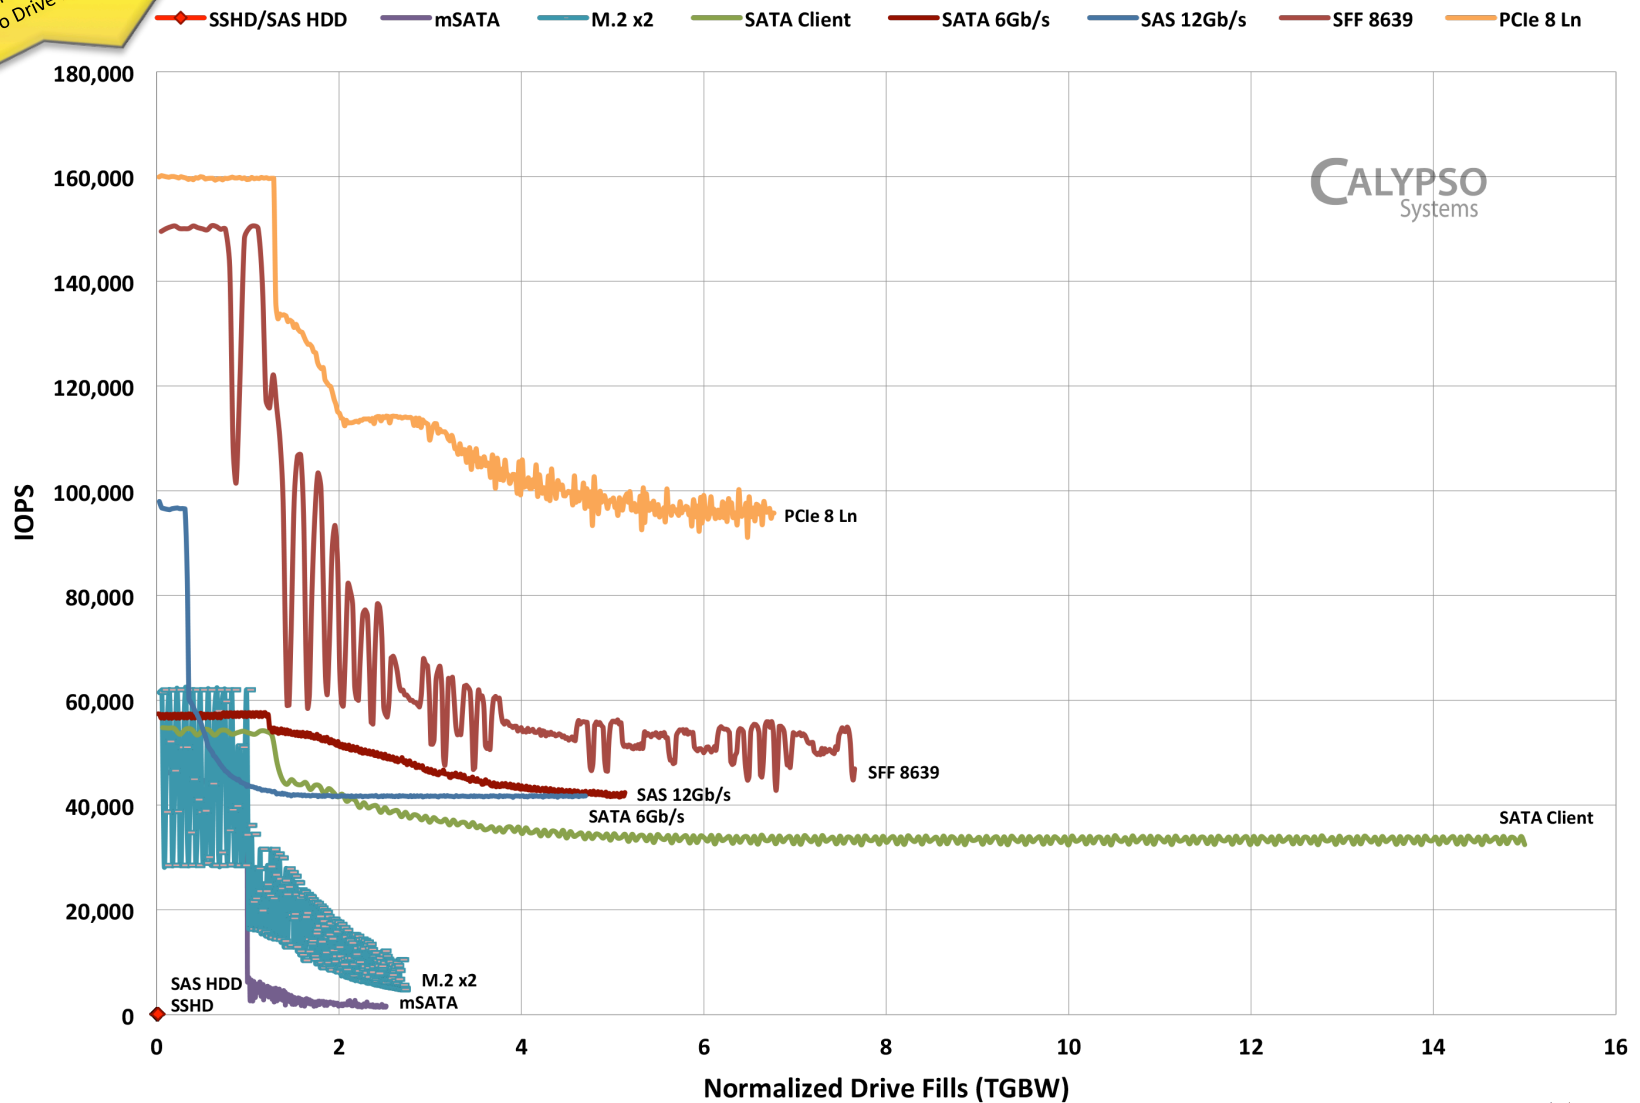 o Drive
SSHD/SAS HDD mSATA M.2 x2 SATA Client SATA 6Gb/s SAS 12Gb/s SFF 8639 PCIe 8 Ln
180,000
160,000
140,000
120,000
100,000
80,000
60,000
40,000
20,000
0
IOPS
CALYPSO
Systems
PCIe 8 Ln
SFF 8639
SAS 12Gb/s
SATA 6Gb/s
SATA Client
SAS HDD
SSHD
M.2 x2
mSATA
0 2 4 6 8 10 12 14 16
Normalized Drive Fills (TGBW)